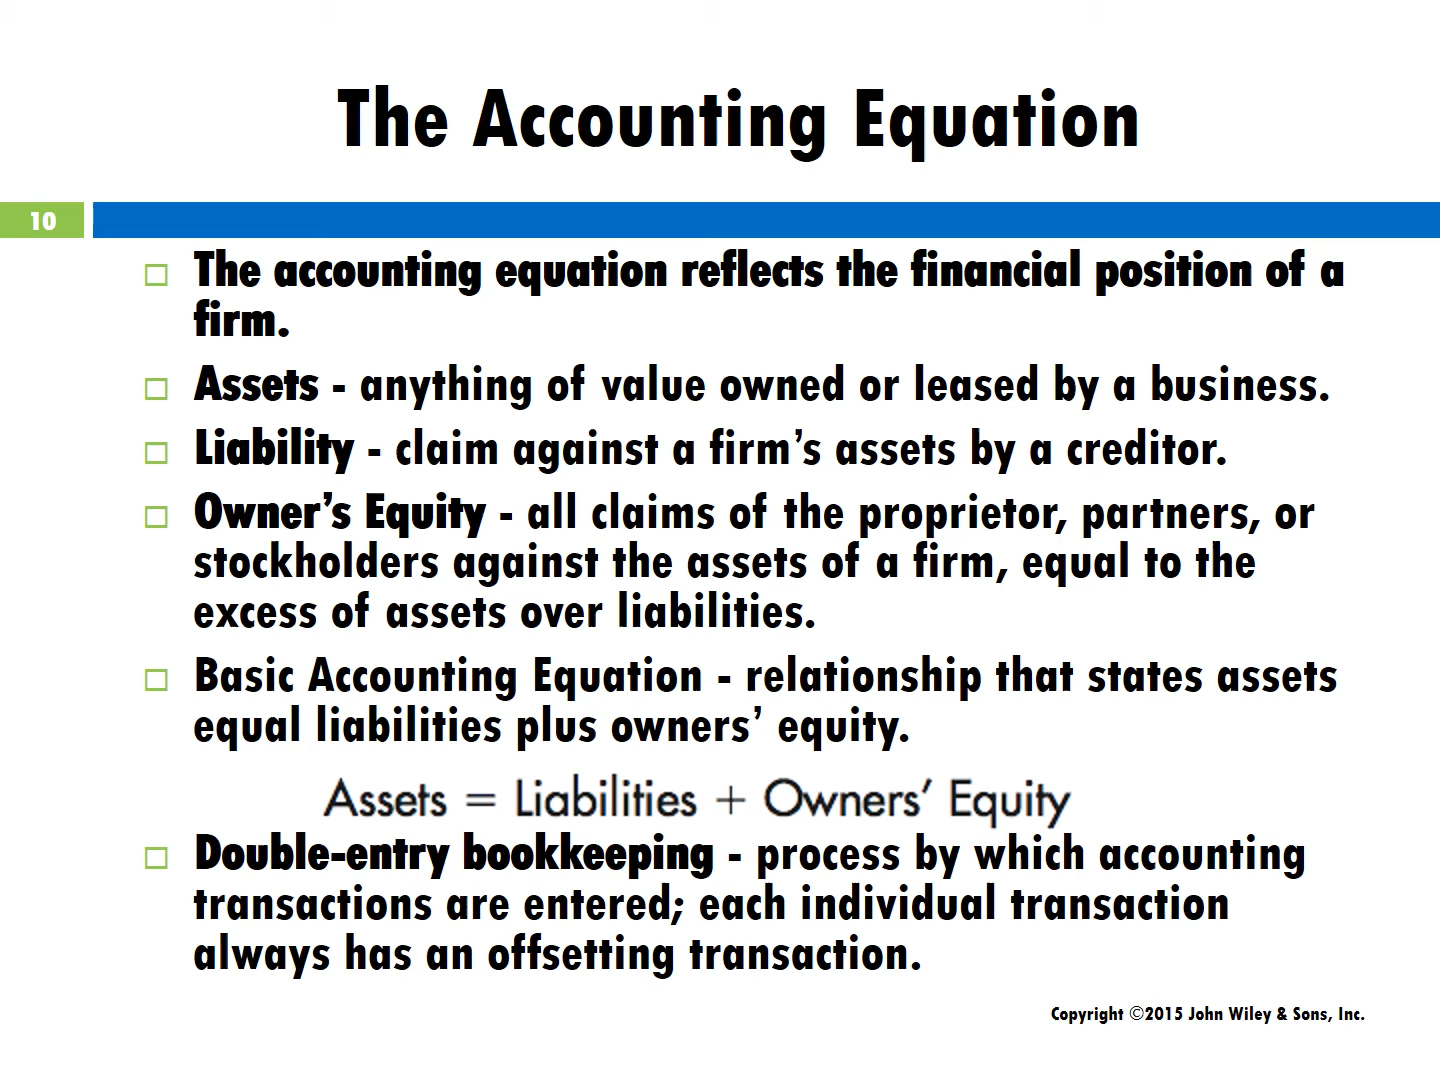 The Accounting Equation
10
The accounting equation reflects the financial position of a
firm.
Assets - anything of value owned or leased by a business.
Liability - claim against a firm’s assets by a creditor.
Owner’s Equity - all claims of the proprietor, partners, or
stockholders against the assets of a firm, equal to the
excess of assets over liabilities.
Basic Accounting Equation - relationship that states assets
equal liabilities plus owners’ equity.
Assets = Liabilities + Owners’ Equity
Double-entry bookkeeping - process by which accounting
transactions are entered; each individual transaction
always has an offsetting transaction.
Copyright ©2015 John Wiley & Sons, Inc.